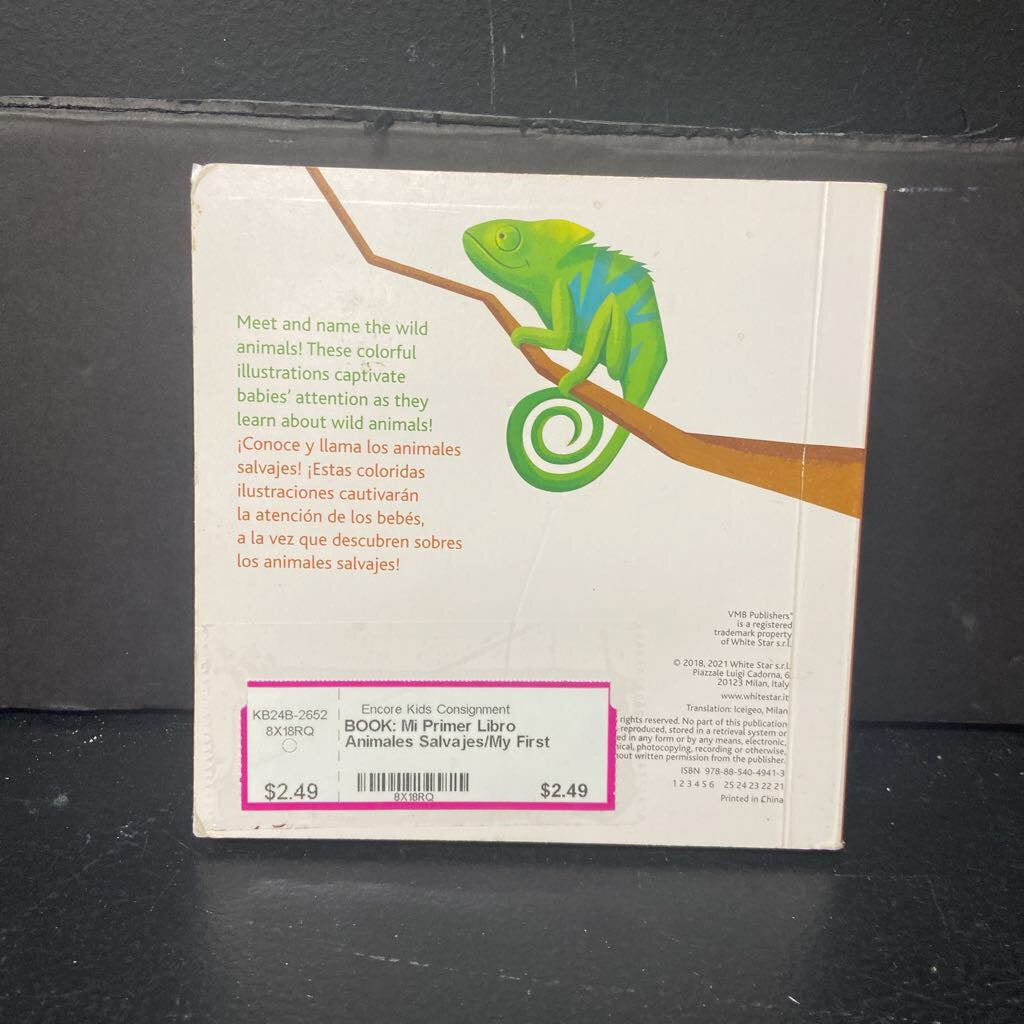 Meet and name the wild
animals! These colorful
illustrations captivate
babies' attention as they
learn about wild animals!
¡Conoce y llama los animales
salvajes! ¡Estas coloridas
ilustraciones cautivarán
la atención de los bebés,
a la vez que descubren sobres
los animales salvajes!
VMB Publishers®
is a registered
trademark property
of White Star s.r.l.
© 2018, 2021 White Star s.r.l.
Piazzale Luigi Cadorna, 6
20123 Milan, Italy
www.whitestar.it
Translation: Iceigeo, Milan
rights reserved. No part of this publication
reproduced, stored in a retrieval system or
in any form or by any means, electronic,
photocopying, recording or otherwise,
written permission from the publisher.
ISBN 978-88-540-4941-3
1 2 3 4 5 6 25 24 23 22 21
Printed in China
KB24B-2652
8X18RQ
$2.49
Encore Kids Consignment
BOOK: Mi Primer Libro
Animales Salvajes/My First
8X18RQ
$2.49